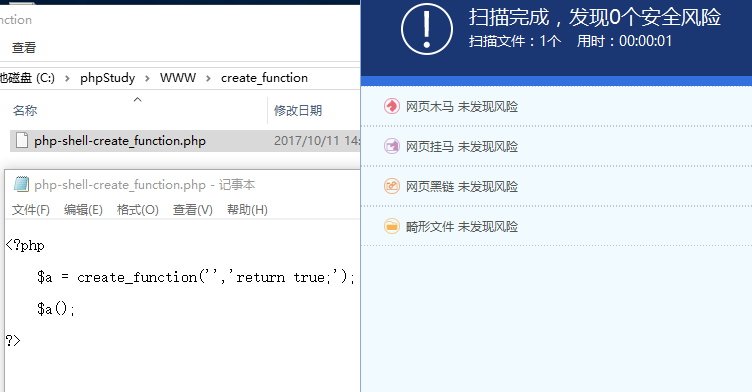 nction
查看
地磁盘 (C:) › phpStudy › WWW › create_function
名称
修改日期
php-shell-create_function.php
2017/10/11 14:
php-shell-create_function.php - 记事本
文件(F) 编辑(E) 格式(O) 查看(V) 帮助(H)
<?php
$a = create_function('','return true;');
$a();
?>
扫描完成，发现0个安全风险
扫描文件：1个 用时：00:00:01
网页木马 未发现风险
网页挂马 未发现风险
网页黑链 未发现风险
畸形文件 未发现风险